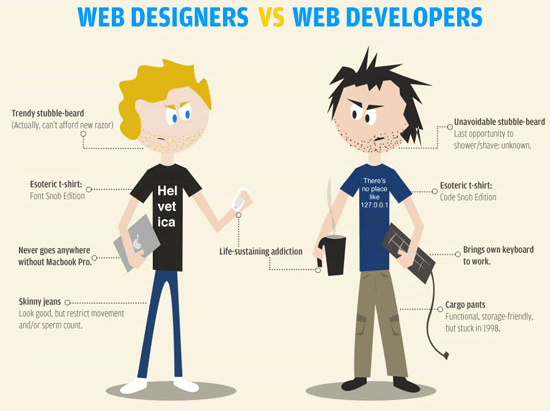 WEB DESIGNERS VS WEB DEVELOPERS
Trendy stubble-beard
(Actually, can't afford new razor)
Esoteric t-shirt:
Font Snob Edition
Never goes anywhere
without Macbook Pro.
Skinny jeans
Look good, but restrict movement
and/or sperm count.
Hel
vet
ica
Life-sustaining addiction
There's
no place
like
127.0.0.1
Unavoidable stubble-beard
Last opportunity to
shower/shave: unknown.
Esoteric t-shirt:
Code Snob Edition
Brings own keyboard
to work.
Cargo pants
Functional, storage-friendly,
but stuck in 1998.